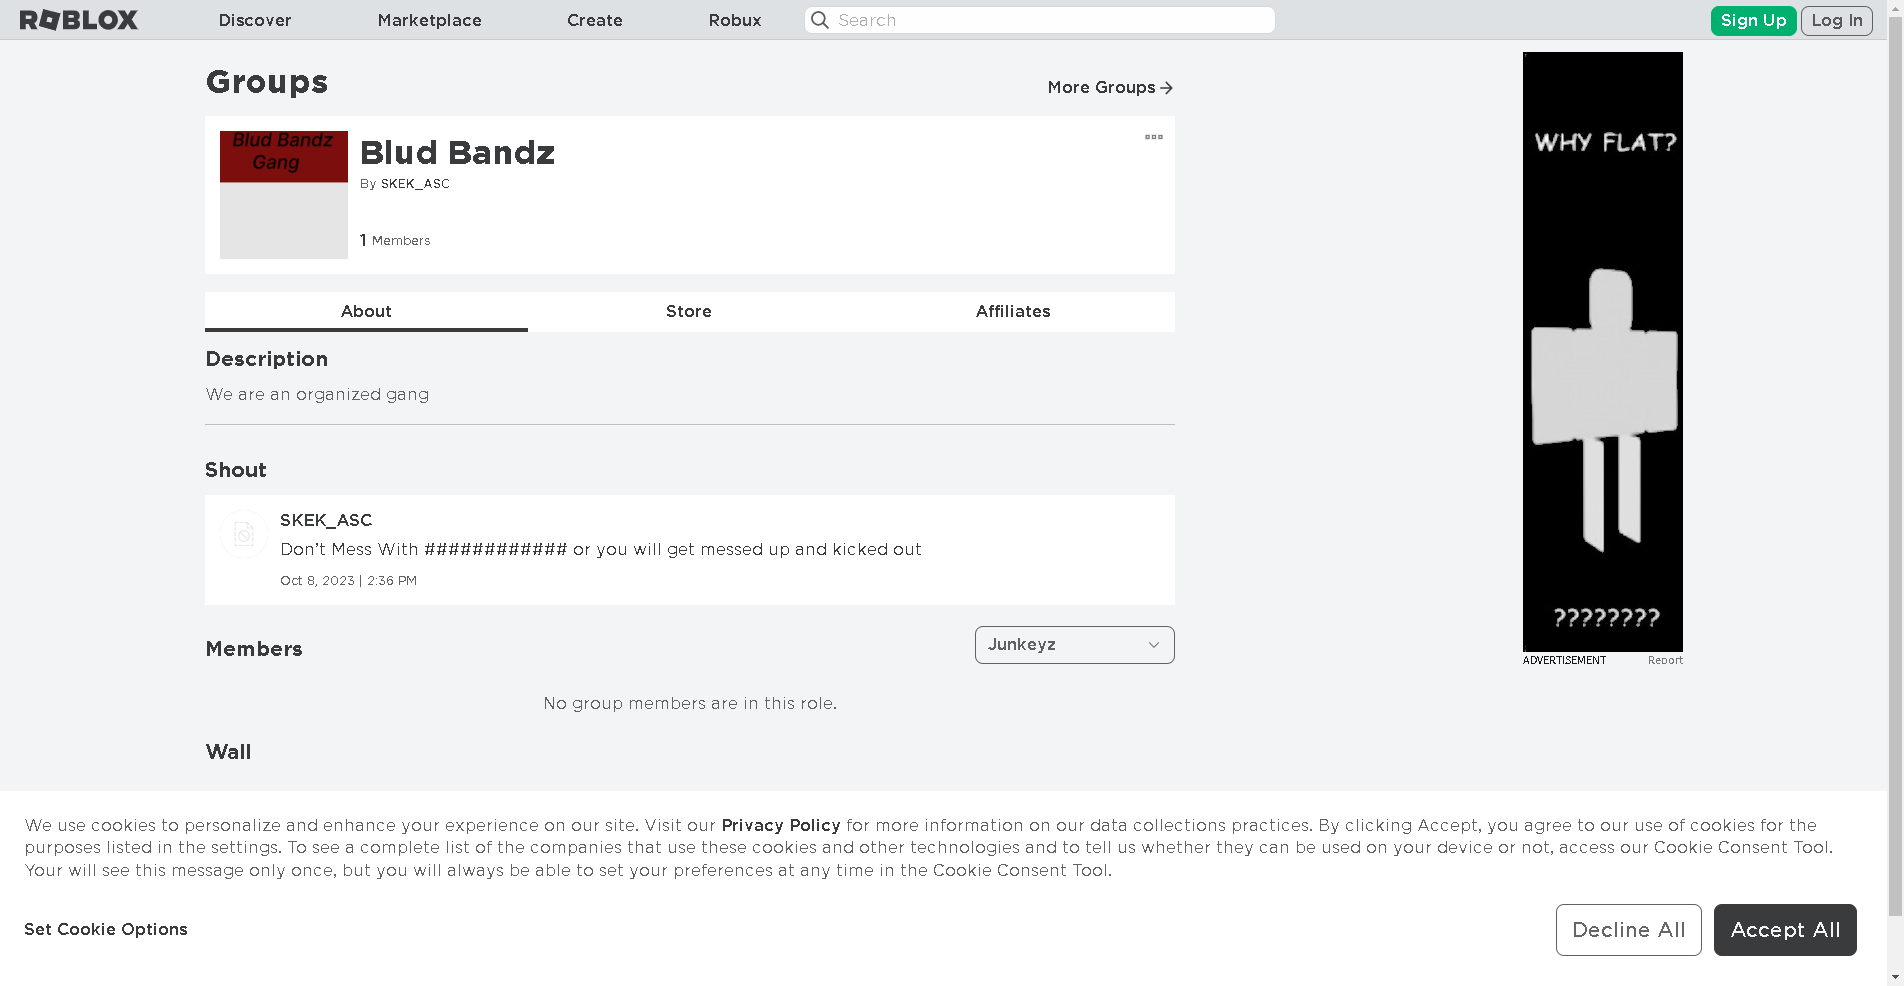 ROBLOX
Discover
Marketplace
Create
Robux
Search
Sign Up
Log In
Groups
More Groups
Blud Bandz
Gang
Blud Bandz
By SKEK_ASC
1 Members
About
Store
Affiliates
Description
We are an organized gang
Shout
SKEK_ASC
Don't Mess With ############ or you will get messed up and kicked out
Oct 8, 2023 | 2:36 PM
Members
Junkeyz
No group members are in this role.
Wall
WHY FLAT?
????????
ADVERTISEMENT
Report
We use cookies to personalize and enhance your experience on our site. Visit our Privacy Policy for more information on our data collections practices. By clicking Accept, you agree to our use of cookies for the
purposes listed in the settings. To see a complete list of the companies that use these cookies and other technologies and to tell us whether they can be used on your device or not, access our Cookie Consent Tool.
Your will see this message only once, but you will always be able to set your preferences at any time in the Cookie Consent Tool.
Set Cookie Options
Decline All
Accept All